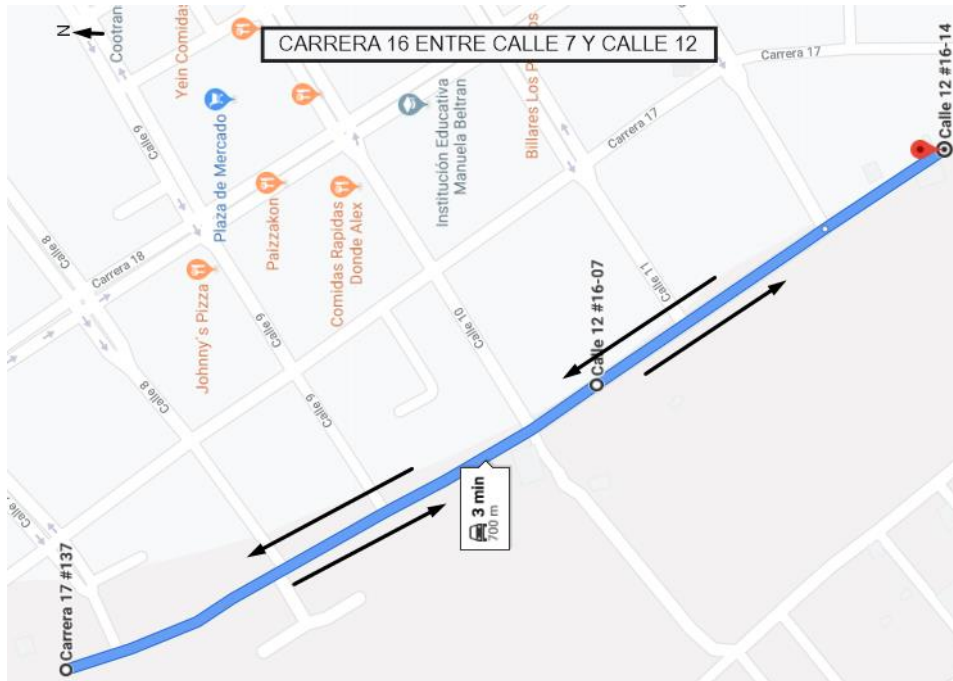 CARRERA 16 ENTRE CALLE 7 Y CALLE 12
N
Cootran
Yein Comidas
Calle 9
Plaza de Mercado
Institución Educativa
Manuela Beltran
Billares Los P
Carrera 17
Calle 12 #16-14
Carrera 17
Calle 8
Carrera 18
Paizzakon
Comidas Rapidas
Donde Alex
Johnny's Pizza
Calle 9
Calle 10
Calle 11
Calle 12 #16-07
Calle 8
Calle 9
3 min
700 m
Calle
Carrera 17 #137